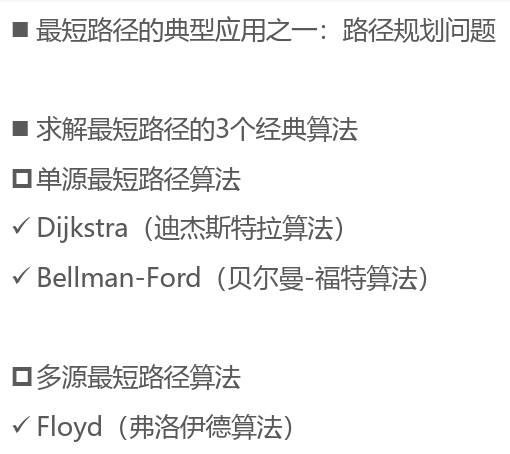 ■ 最短路径的典型应用之一：路径规划问题
■ 求解最短路径的3个经典算法
◘ 单源最短路径算法
✓ Dijkstra（迪杰斯特拉算法）
✓ Bellman-Ford（贝尔曼-福特算法）
◘ 多源最短路径算法
✓ Floyd（弗洛伊德算法）